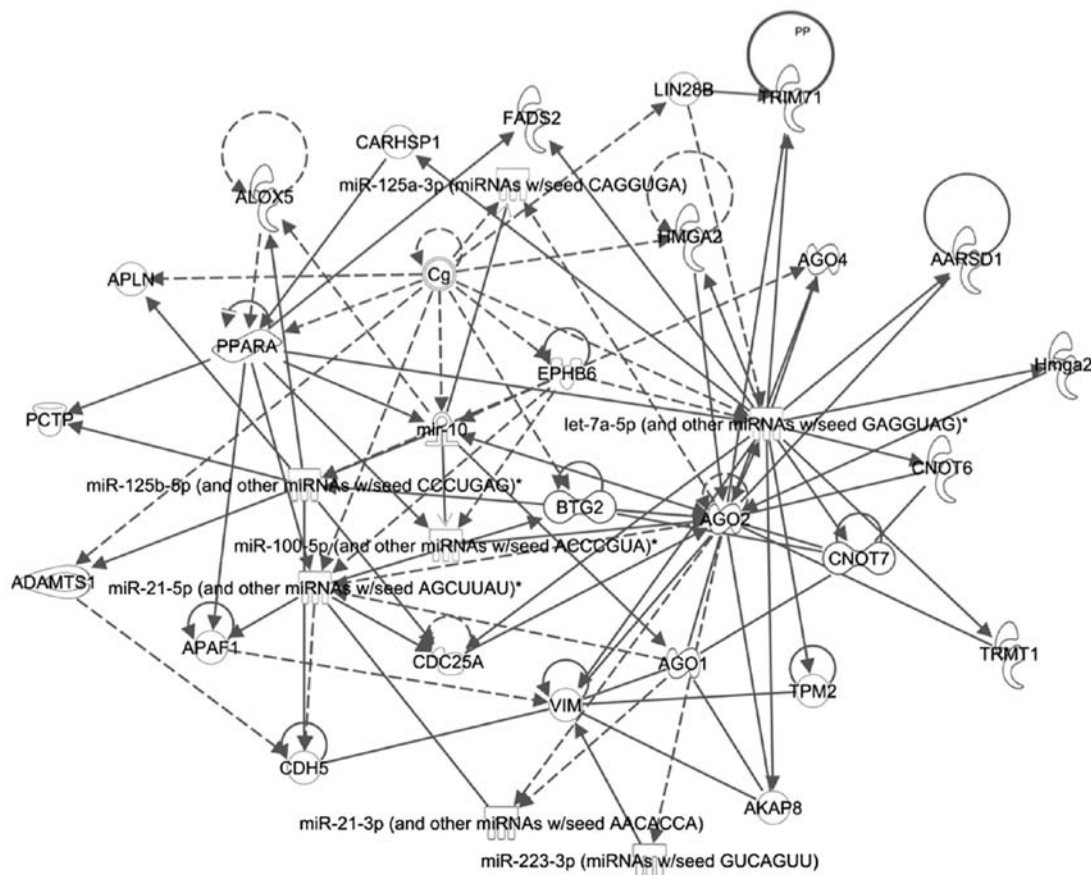 PP
LIN28B
TRIM71
FADS2
CARHSP1
miR-125a-3p (miRNAs w/seed CAGGUGA)
ALOX5
HMGA2
AGO4
AARSD1
Cg
APLN
PPARA
EPHB6
Hmga2
PCTP
let-7a-5p (and other miRNAs w/seed GAGGUAG)*
mir-10
CNOT6
miR-125b-5p (and other miRNAs w/seed CCCUGAG)*
BTG2
AGO2
miR-100-5p (and other miRNAs w/seed ACCCGUA)*
CNOT7
ADAMTS1
miR-21-5p (and other miRNAs w/seed AGCUUAU)*
APAF1
CDC25A
AGO1
TRMT1
TPM2
VIM
CDH5
AKAP8
miR-21-3p (and other miRNAs w/seed AACACCA)
miR-223-3p (miRNAs w/seed GUCAGUU)